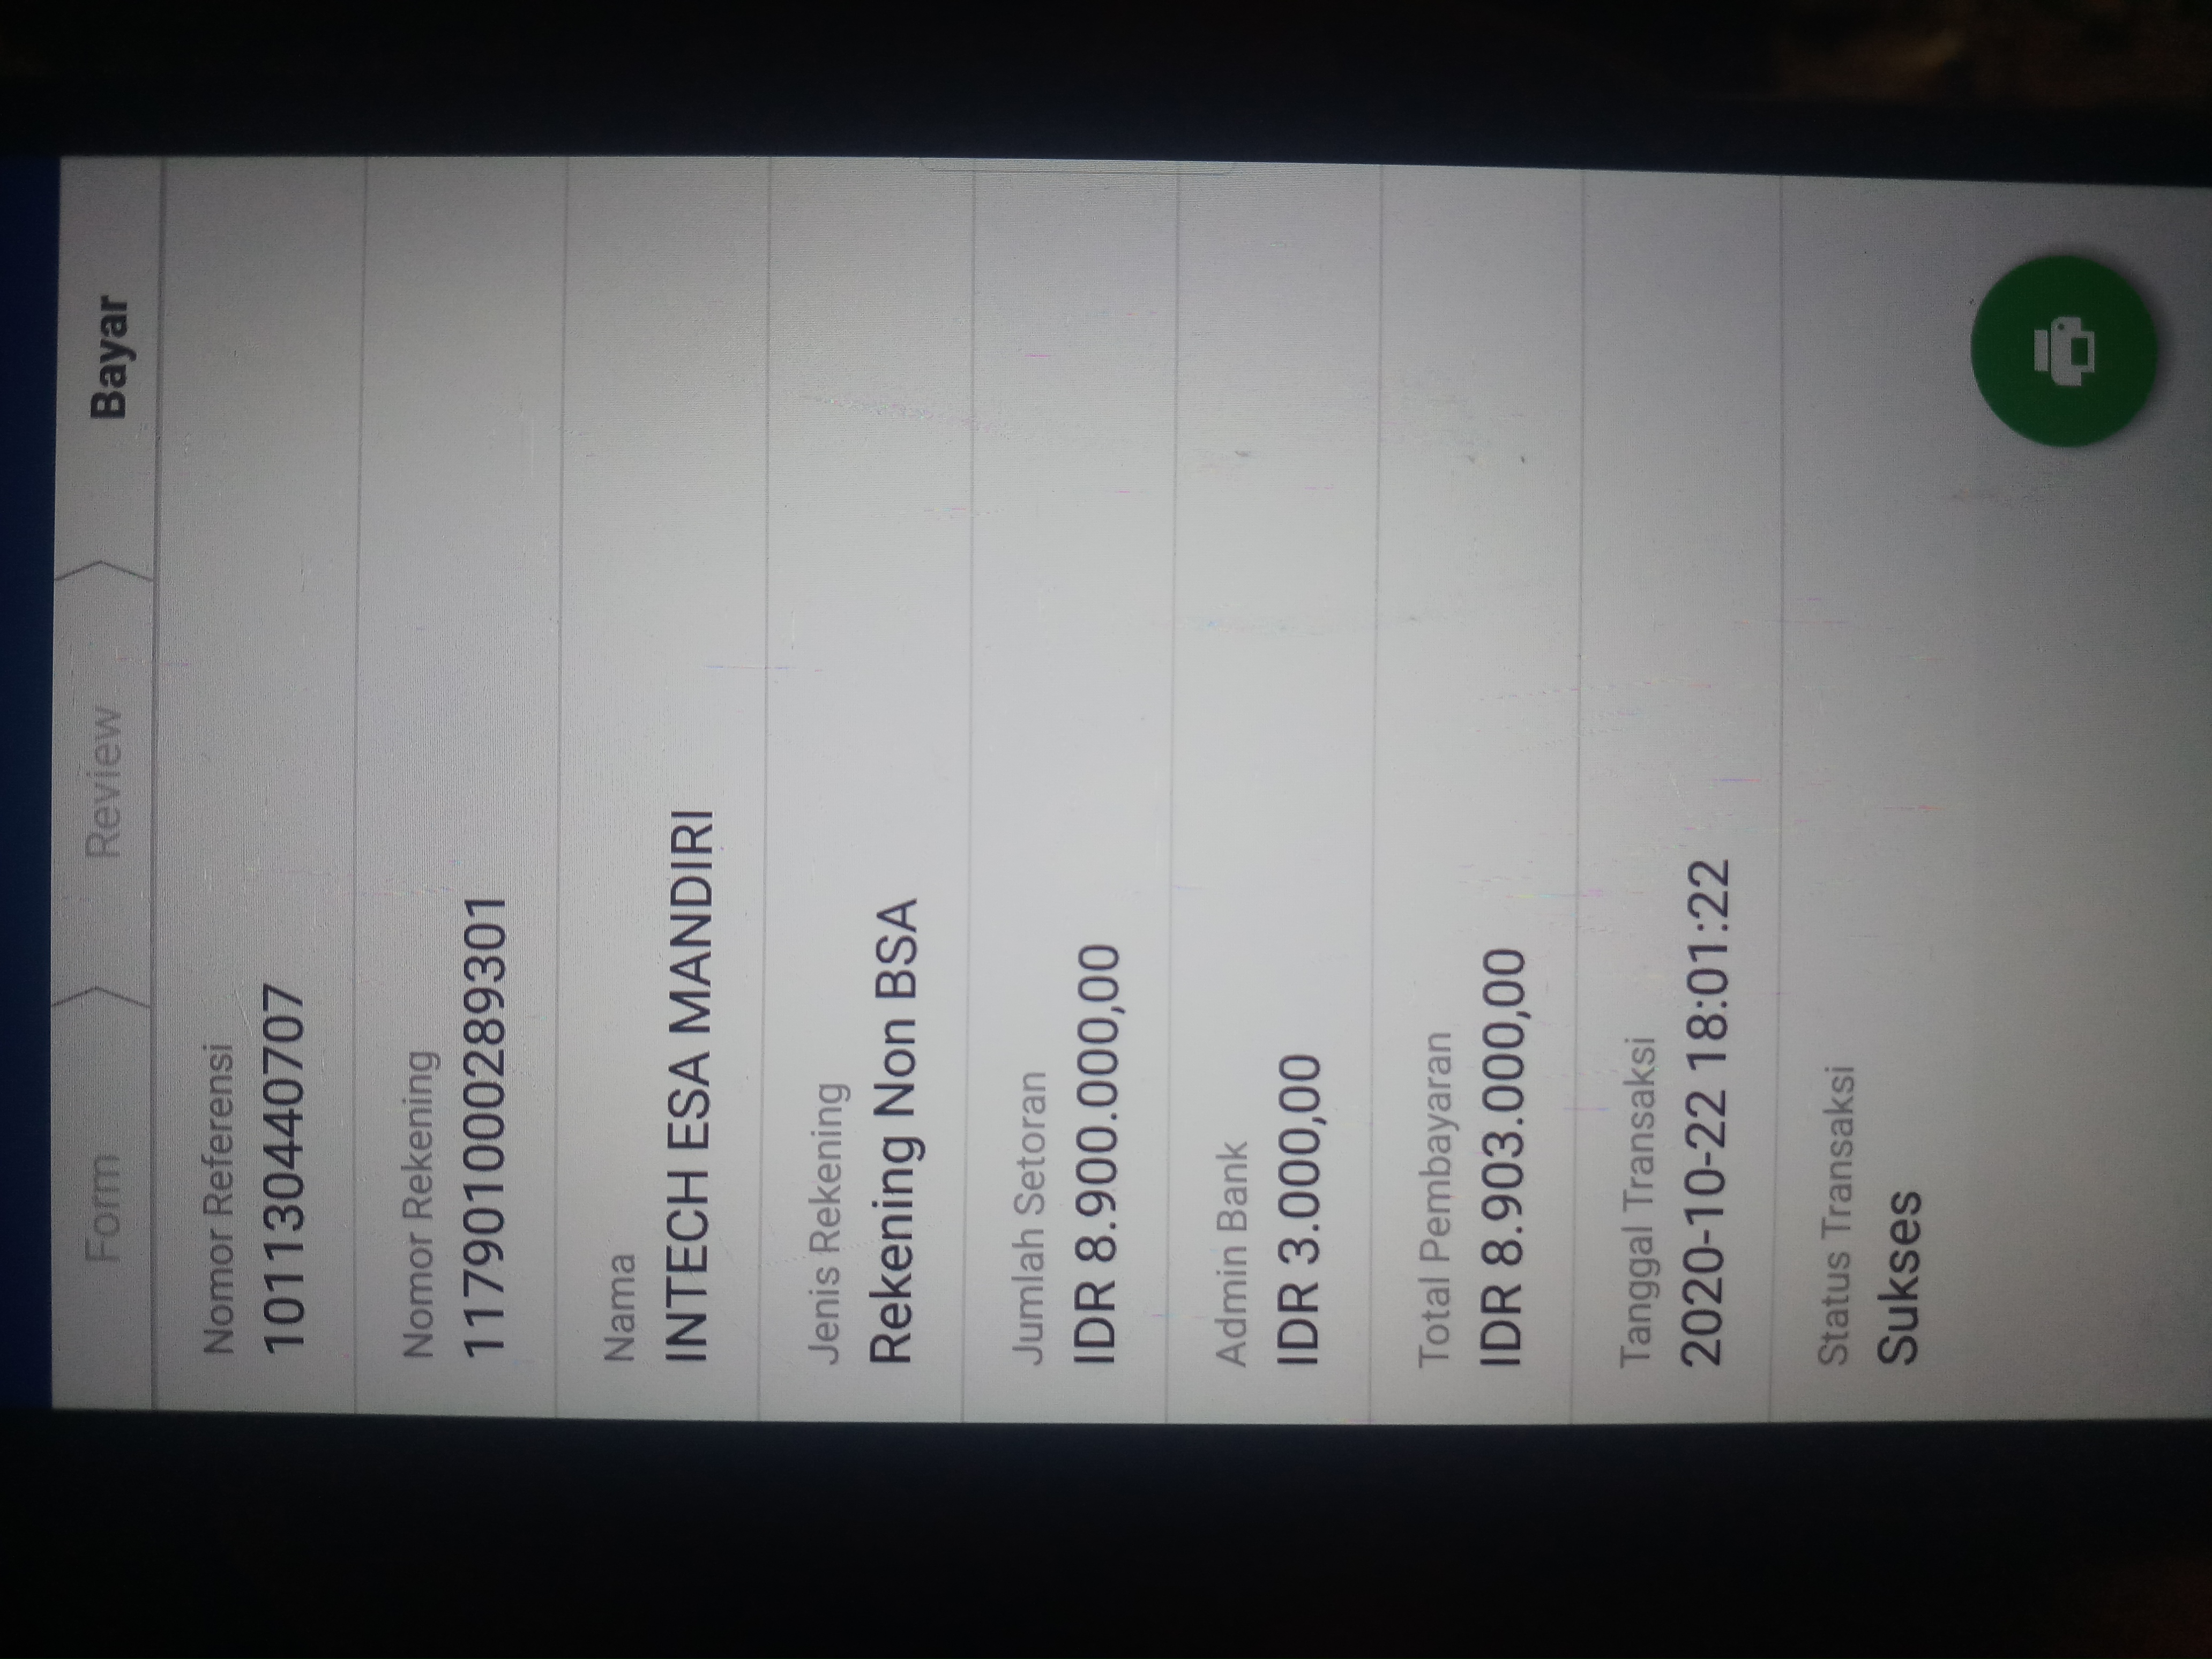 Form Review Bayar
Nomor Referensi
101130440707
Nomor Rekening
117901000289301
Nama
INTECH ESA MANDIRI
Jenis Rekening
Rekening Non BSA
Jumlah Setoran
IDR 8.900.000,00
Admin Bank
IDR 3.000,00
Total Pembayaran
IDR 8.903.000,00
Tanggal Transaksi
2020-10-22 18:01:22
Status Transaksi
Sukses